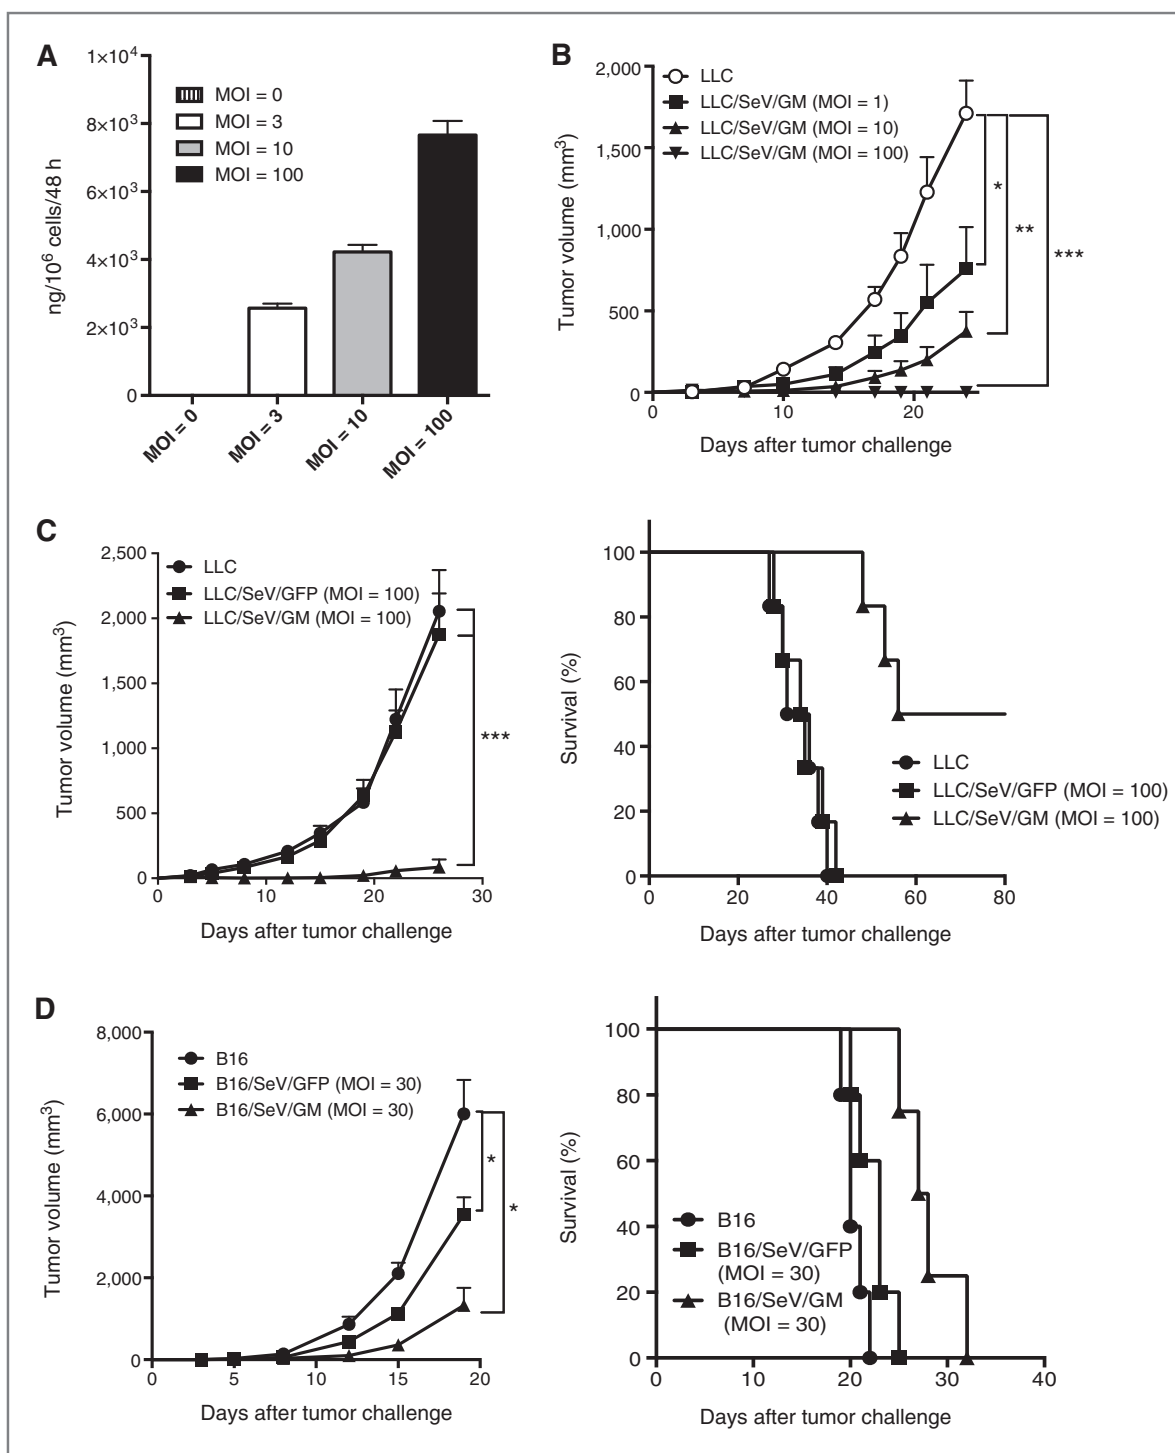 A
1×10⁴
8×10³
6×10³
4×10³
2×10³
0
ng/10⁶ cells/48 h
MOI = 0
MOI = 3
MOI = 10
MOI = 100
MOI = 0
MOI = 3
MOI = 10
MOI = 100
B
2,000
1,500
1,000
500
0
Tumor volume (mm³)
LLC
LLC/SeV/GM (MOI = 1)
LLC/SeV/GM (MOI = 10)
LLC/SeV/GM (MOI = 100)
*
**
***
0 10 20
Days after tumor challenge
C
2,500
2,000
1,500
1,000
500
0
Tumor volume (mm³)
LLC
LLC/SeV/GFP (MOI = 100)
LLC/SeV/GM (MOI = 100)
***
0 10 20 30
Days after tumor challenge
100
80
60
40
20
0
Survival (%)
LLC
LLC/SeV/GFP (MOI = 100)
LLC/SeV/GM (MOI = 100)
0 20 40 60 80
Days after tumor challenge
D
8,000
6,000
4,000
2,000
0
Tumor volume (mm³)
B16
B16/SeV/GFP (MOI = 30)
B16/SeV/GM (MOI = 30)
*
*
0 5 10 15 20
Days after tumor challenge
100
80
60
40
20
0
Survival (%)
B16
B16/SeV/GFP
(MOI = 30)
B16/SeV/GM
(MOI = 30)
0 10 20 30 40
Days after tumor challenge